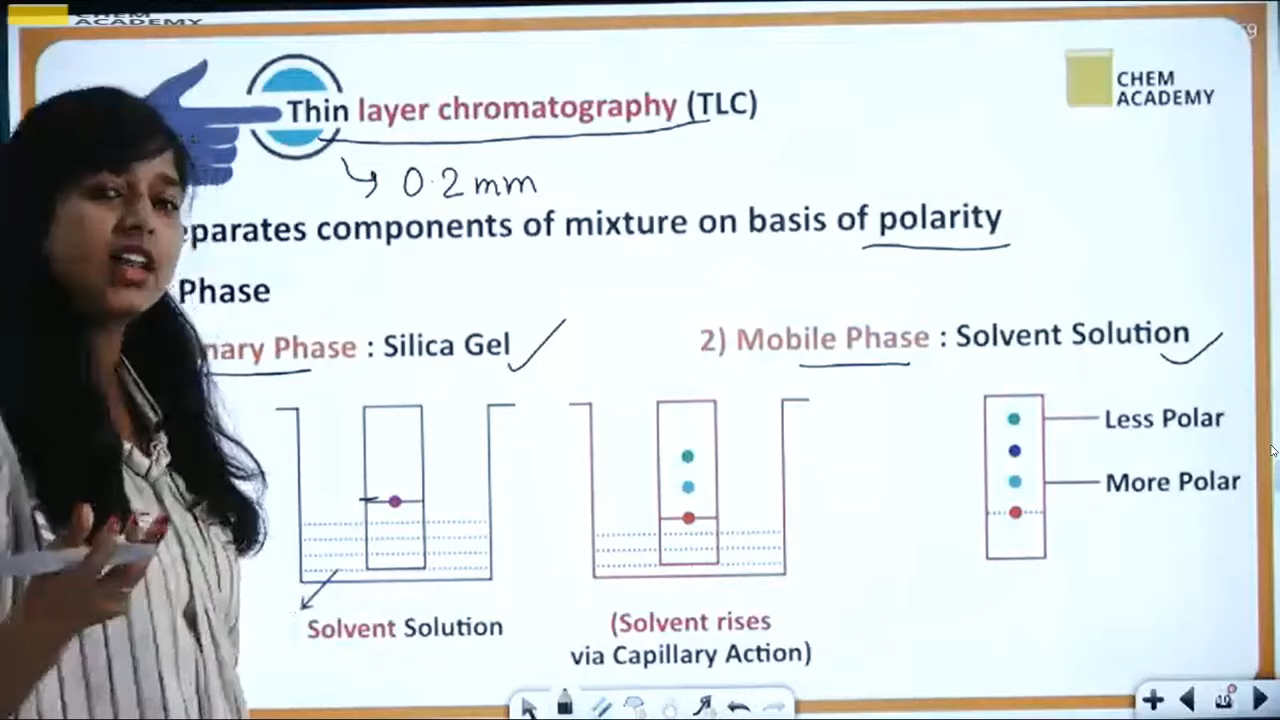 CHEM
ACADEMY
Thin layer chromatography (TLC)
CHEM
ACADEMY
0.2 mm
eparates components of mixture on basis of polarity
Phase
nary Phase : Silica Gel
2) Mobile Phase : Solvent Solution
Less Polar
More Polar
Solvent Solution
(Solvent rises
via Capillary Action)